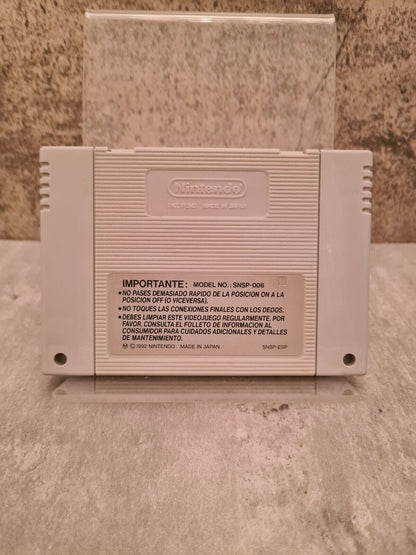 Nintendo
PAT. PEND. MADE IN JAPAN
IMPORTANTE: MODEL NO.: SNSP-006
• NO PASES DEMASIADO RAPIDO DE LA POSICION ON A LA
POSICION OFF (O VICEVERSA).
• NO TOQUES LAS CONEXIONES FINALES CON LOS DEDOS.
• DEBES LIMPIAR ESTE VIDEOJUEGO REGULARMENTE. POR
FAVOR, CONSULTA EL FOLLETO DE INFORMACION AL
CONSUMIDOR PARA CUIDADOS ADICIONALES Y DETALLES
DE MANTENIMIENTO.
Ⓜ © 1992 NINTENDO MADE IN JAPAN SNSP-ESP